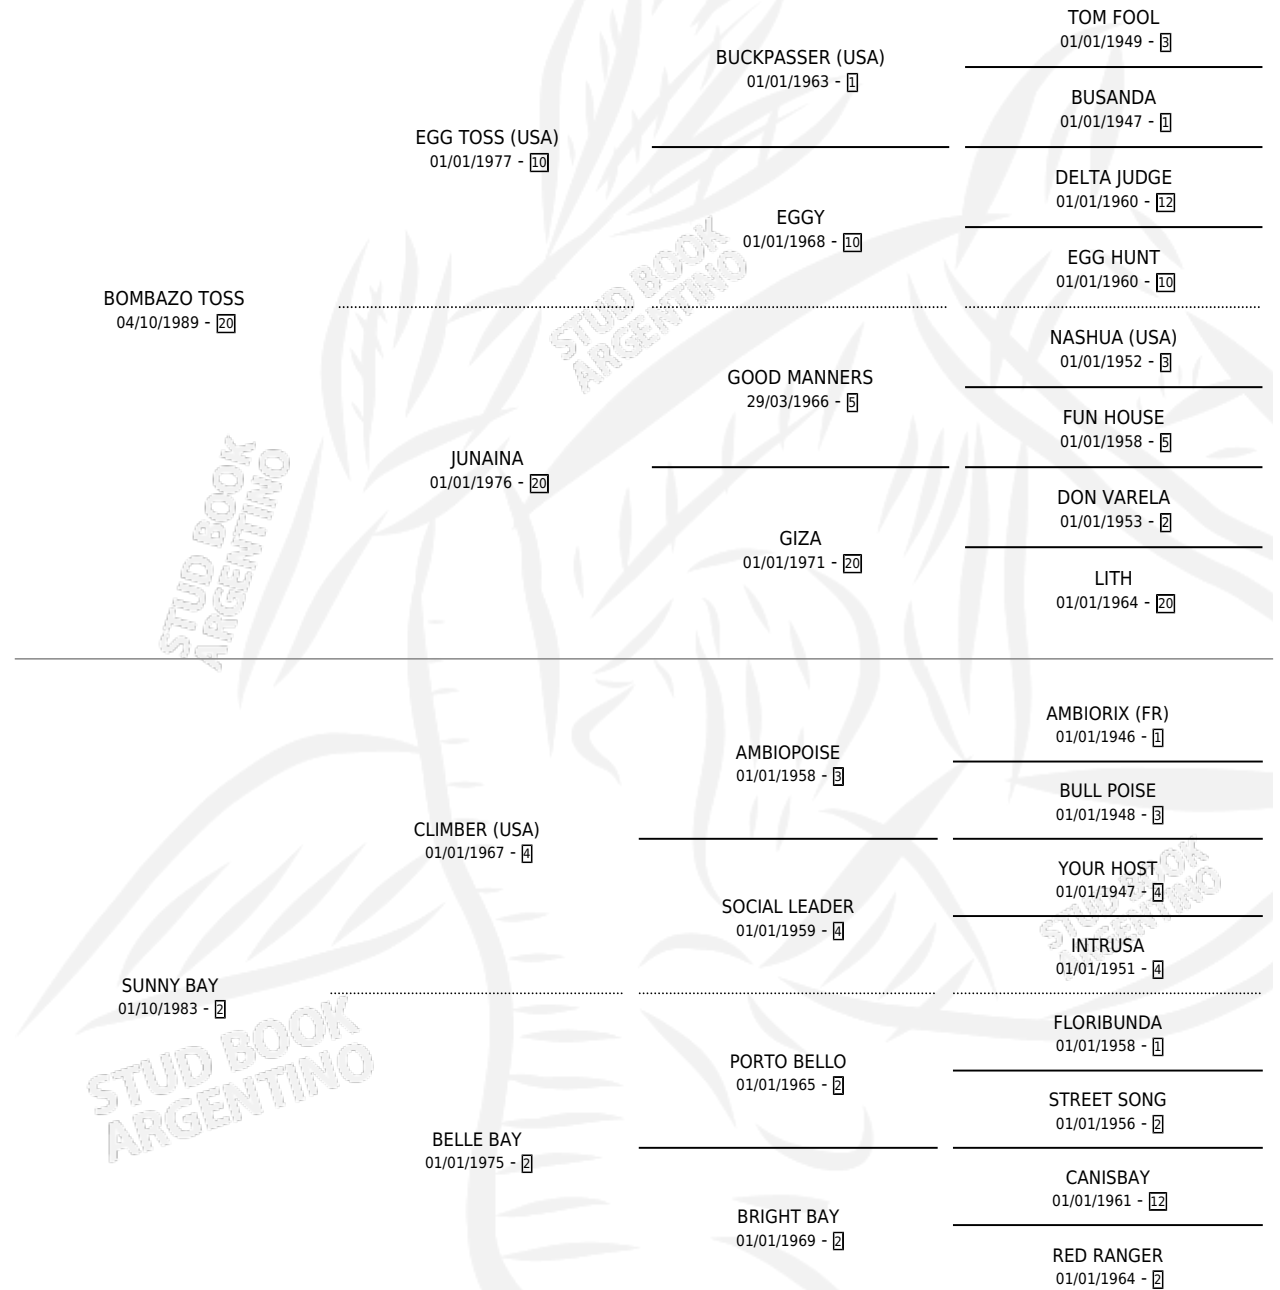 TOM FOOL
01/01/1949 - 3
BUCKPASSER (USA)
01/01/1963 - 1
BUSANDA
01/01/1947 - 1
EGG TOSS (USA)
01/01/1977 - 10
DELTA JUDGE
01/01/1960 - 12
EGGY
01/01/1968 - 10
EGG HUNT
01/01/1960 - 10
BOMBAZO TOSS
04/10/1989 - 20
NASHUA (USA)
01/01/1952 - 3
GOOD MANNERS
29/03/1966 - 5
FUN HOUSE
01/01/1958 - 5
JUNAINA
01/01/1976 - 20
DON VARELA
01/01/1953 - 2
GIZA
01/01/1971 - 20
LITH
01/01/1964 - 20
AMBIORIX (FR)
01/01/1946 - 1
AMBIOPOISE
01/01/1958 - 3
BULL POISE
01/01/1948 - 3
CLIMBER (USA)
01/01/1967 - 4
YOUR HOST
01/01/1947 - 4
SOCIAL LEADER
01/01/1959 - 4
INTRUSA
01/01/1951 - 4
SUNNY BAY
01/10/1983 - 2
FLORIBUNDA
01/01/1958 - 1
PORTO BELLO
01/01/1965 - 2
STREET SONG
01/01/1956 - 2
BELLE BAY
01/01/1975 - 2
CANISBAY
01/01/1961 - 12
BRIGHT BAY
01/01/1969 - 2
RED RANGER
01/01/1964 - 2
STUD BOOK
ARGENTINO
STUD BOOK
ARGENTINO
STUD BOOK
ARGENTINO
STUD BOOK
ARGENTINO